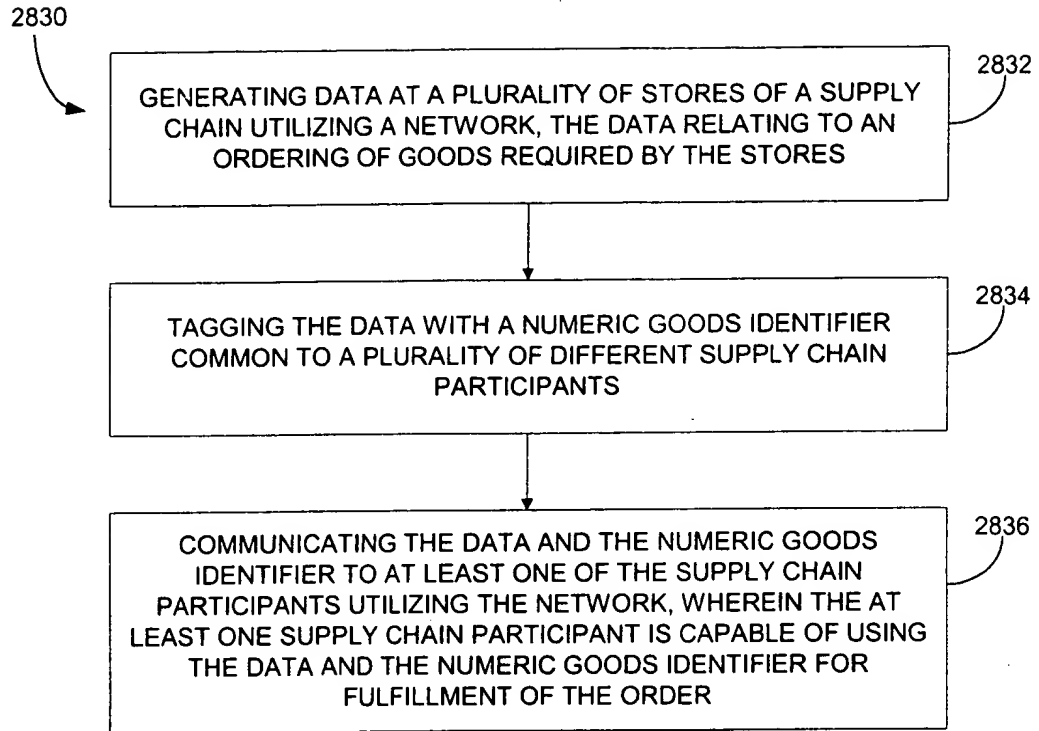 2830
2832
GENERATING DATA AT A PLURALITY OF STORES OF A SUPPLY
CHAIN UTILIZING A NETWORK, THE DATA RELATING TO AN
ORDERING OF GOODS REQUIRED BY THE STORES
2834
TAGGING THE DATA WITH A NUMERIC GOODS IDENTIFIER
COMMON TO A PLURALITY OF DIFFERENT SUPPLY CHAIN
PARTICIPANTS
2836
COMMUNICATING THE DATA AND THE NUMERIC GOODS
IDENTIFIER TO AT LEAST ONE OF THE SUPPLY CHAIN
PARTICIPANTS UTILIZING THE NETWORK, WHEREIN THE AT
LEAST ONE SUPPLY CHAIN PARTICIPANT IS CAPABLE OF USING
THE DATA AND THE NUMERIC GOODS IDENTIFIER FOR
FULFILLMENT OF THE ORDER